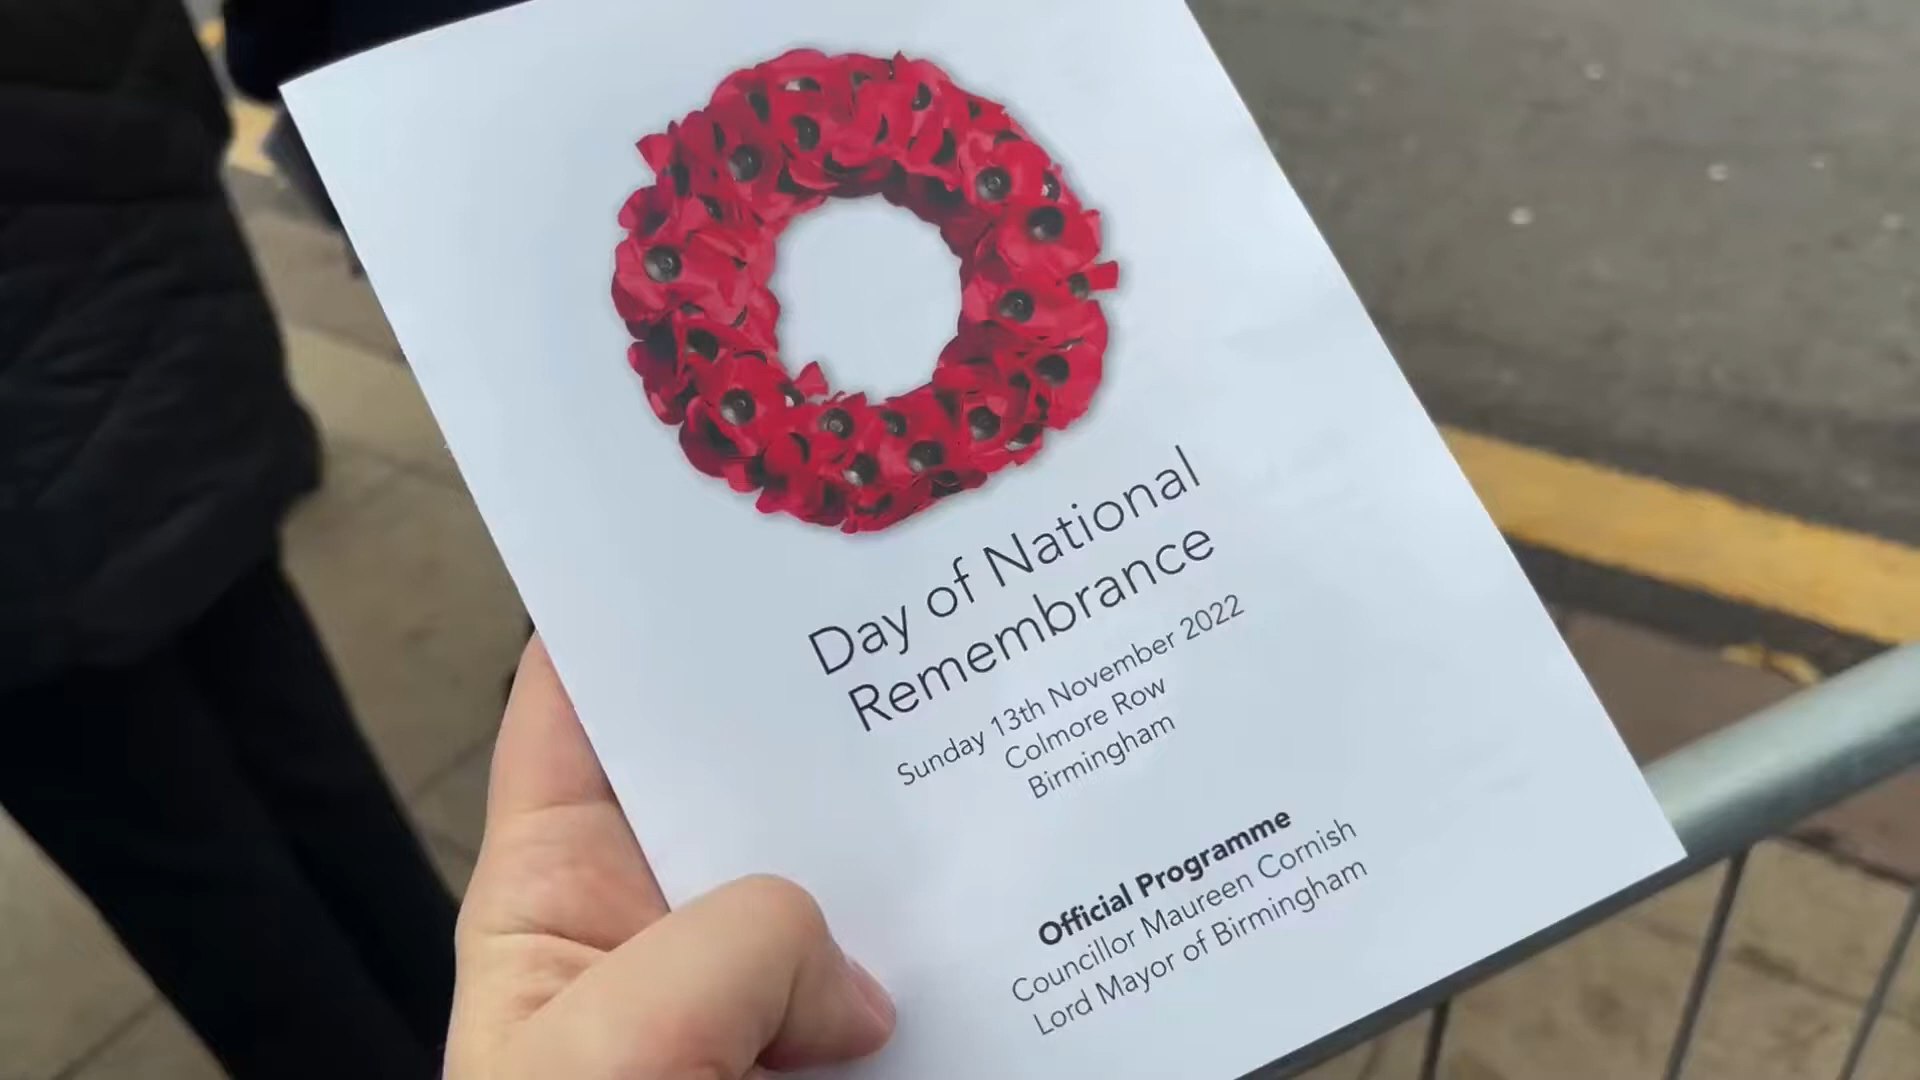 Day of National
Remembrance
Sunday 13th November 2022
Colmore Row
Birmingham
Official Programme
Councillor Maureen Cornish
Lord Mayor of Birmingham